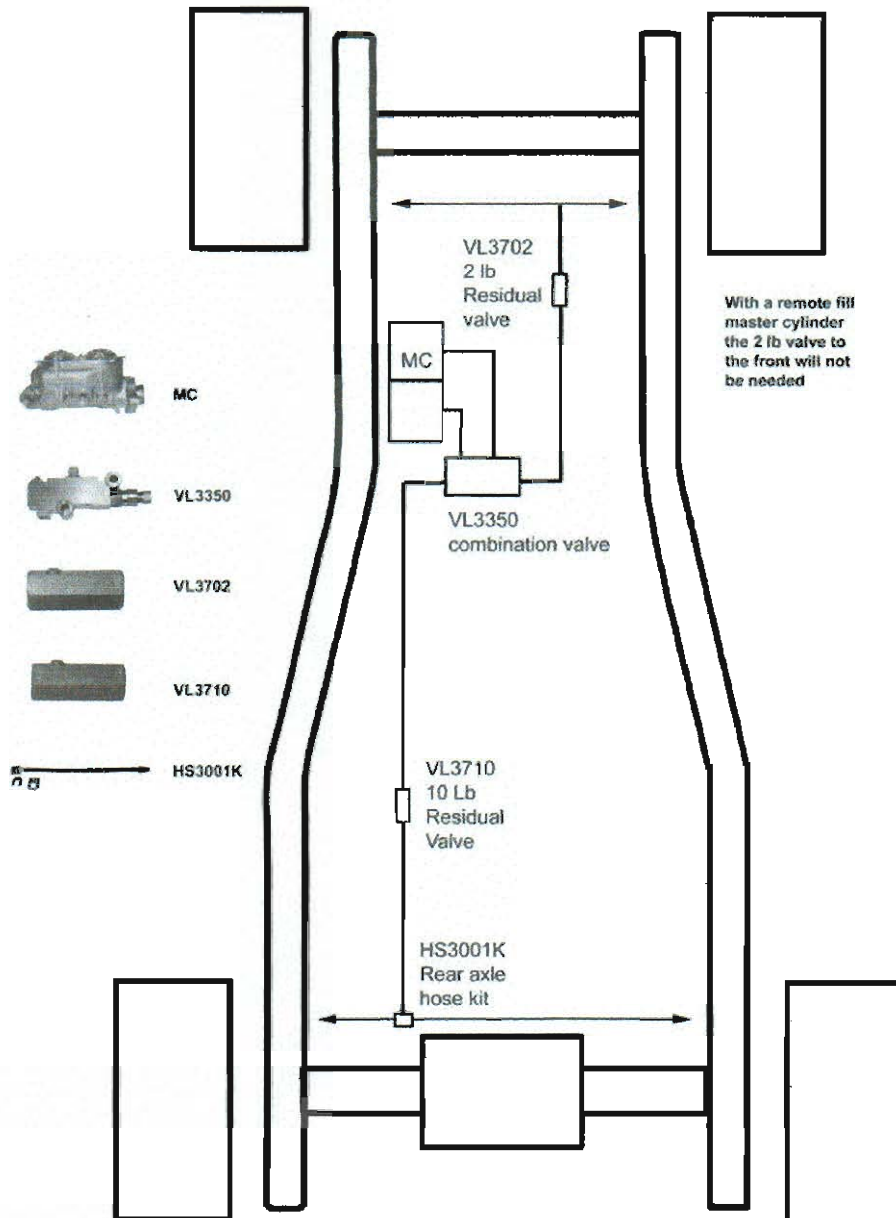 VL3702
2 lb
Residual
valve
With a remote fill
master cylinder
the 2 lb valve to
the front will not
be needed
MC
MC
VL3350
VL3350
combination valve
VL3702
VL3710
HS3001K
VL3710
10 Lb
Residual
Valve
HS3001K
Rear axle
hose kit